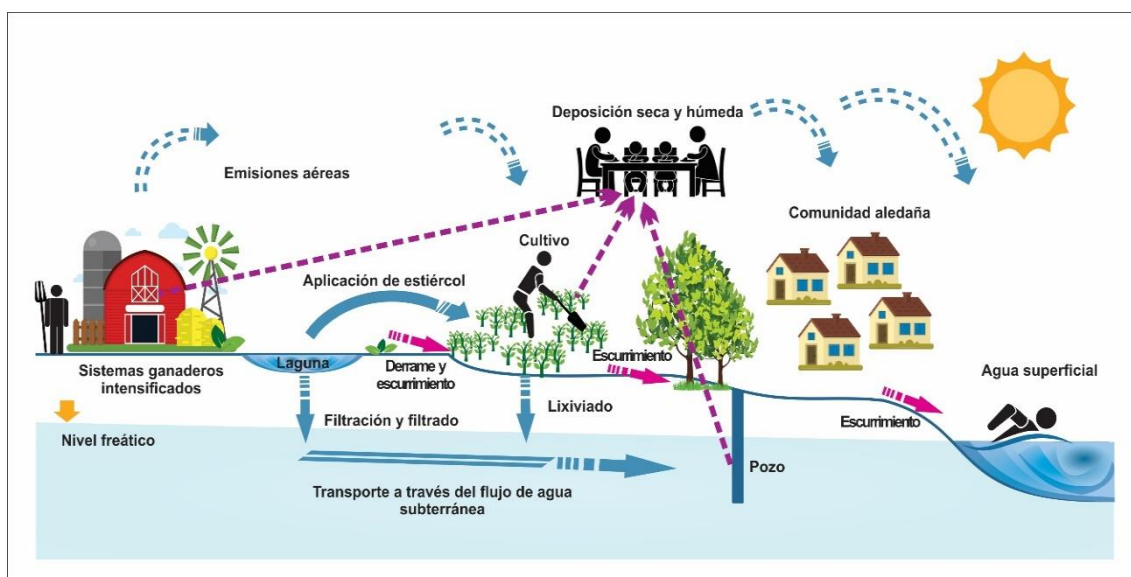 Deposición seca y húmeda
Emisiones aéreas
Comunidad aledaña
Cultivo
Aplicación de estiércol
Sistemas ganaderos
intensificados
Laguna
Derrame y
escurrimiento
Escurrimiento
Agua superficial
Filtración y filtrado
Lixiviado
Escurrimiento
Nivel freático
Pozo
Transporte a través del flujo de agua
subterránea